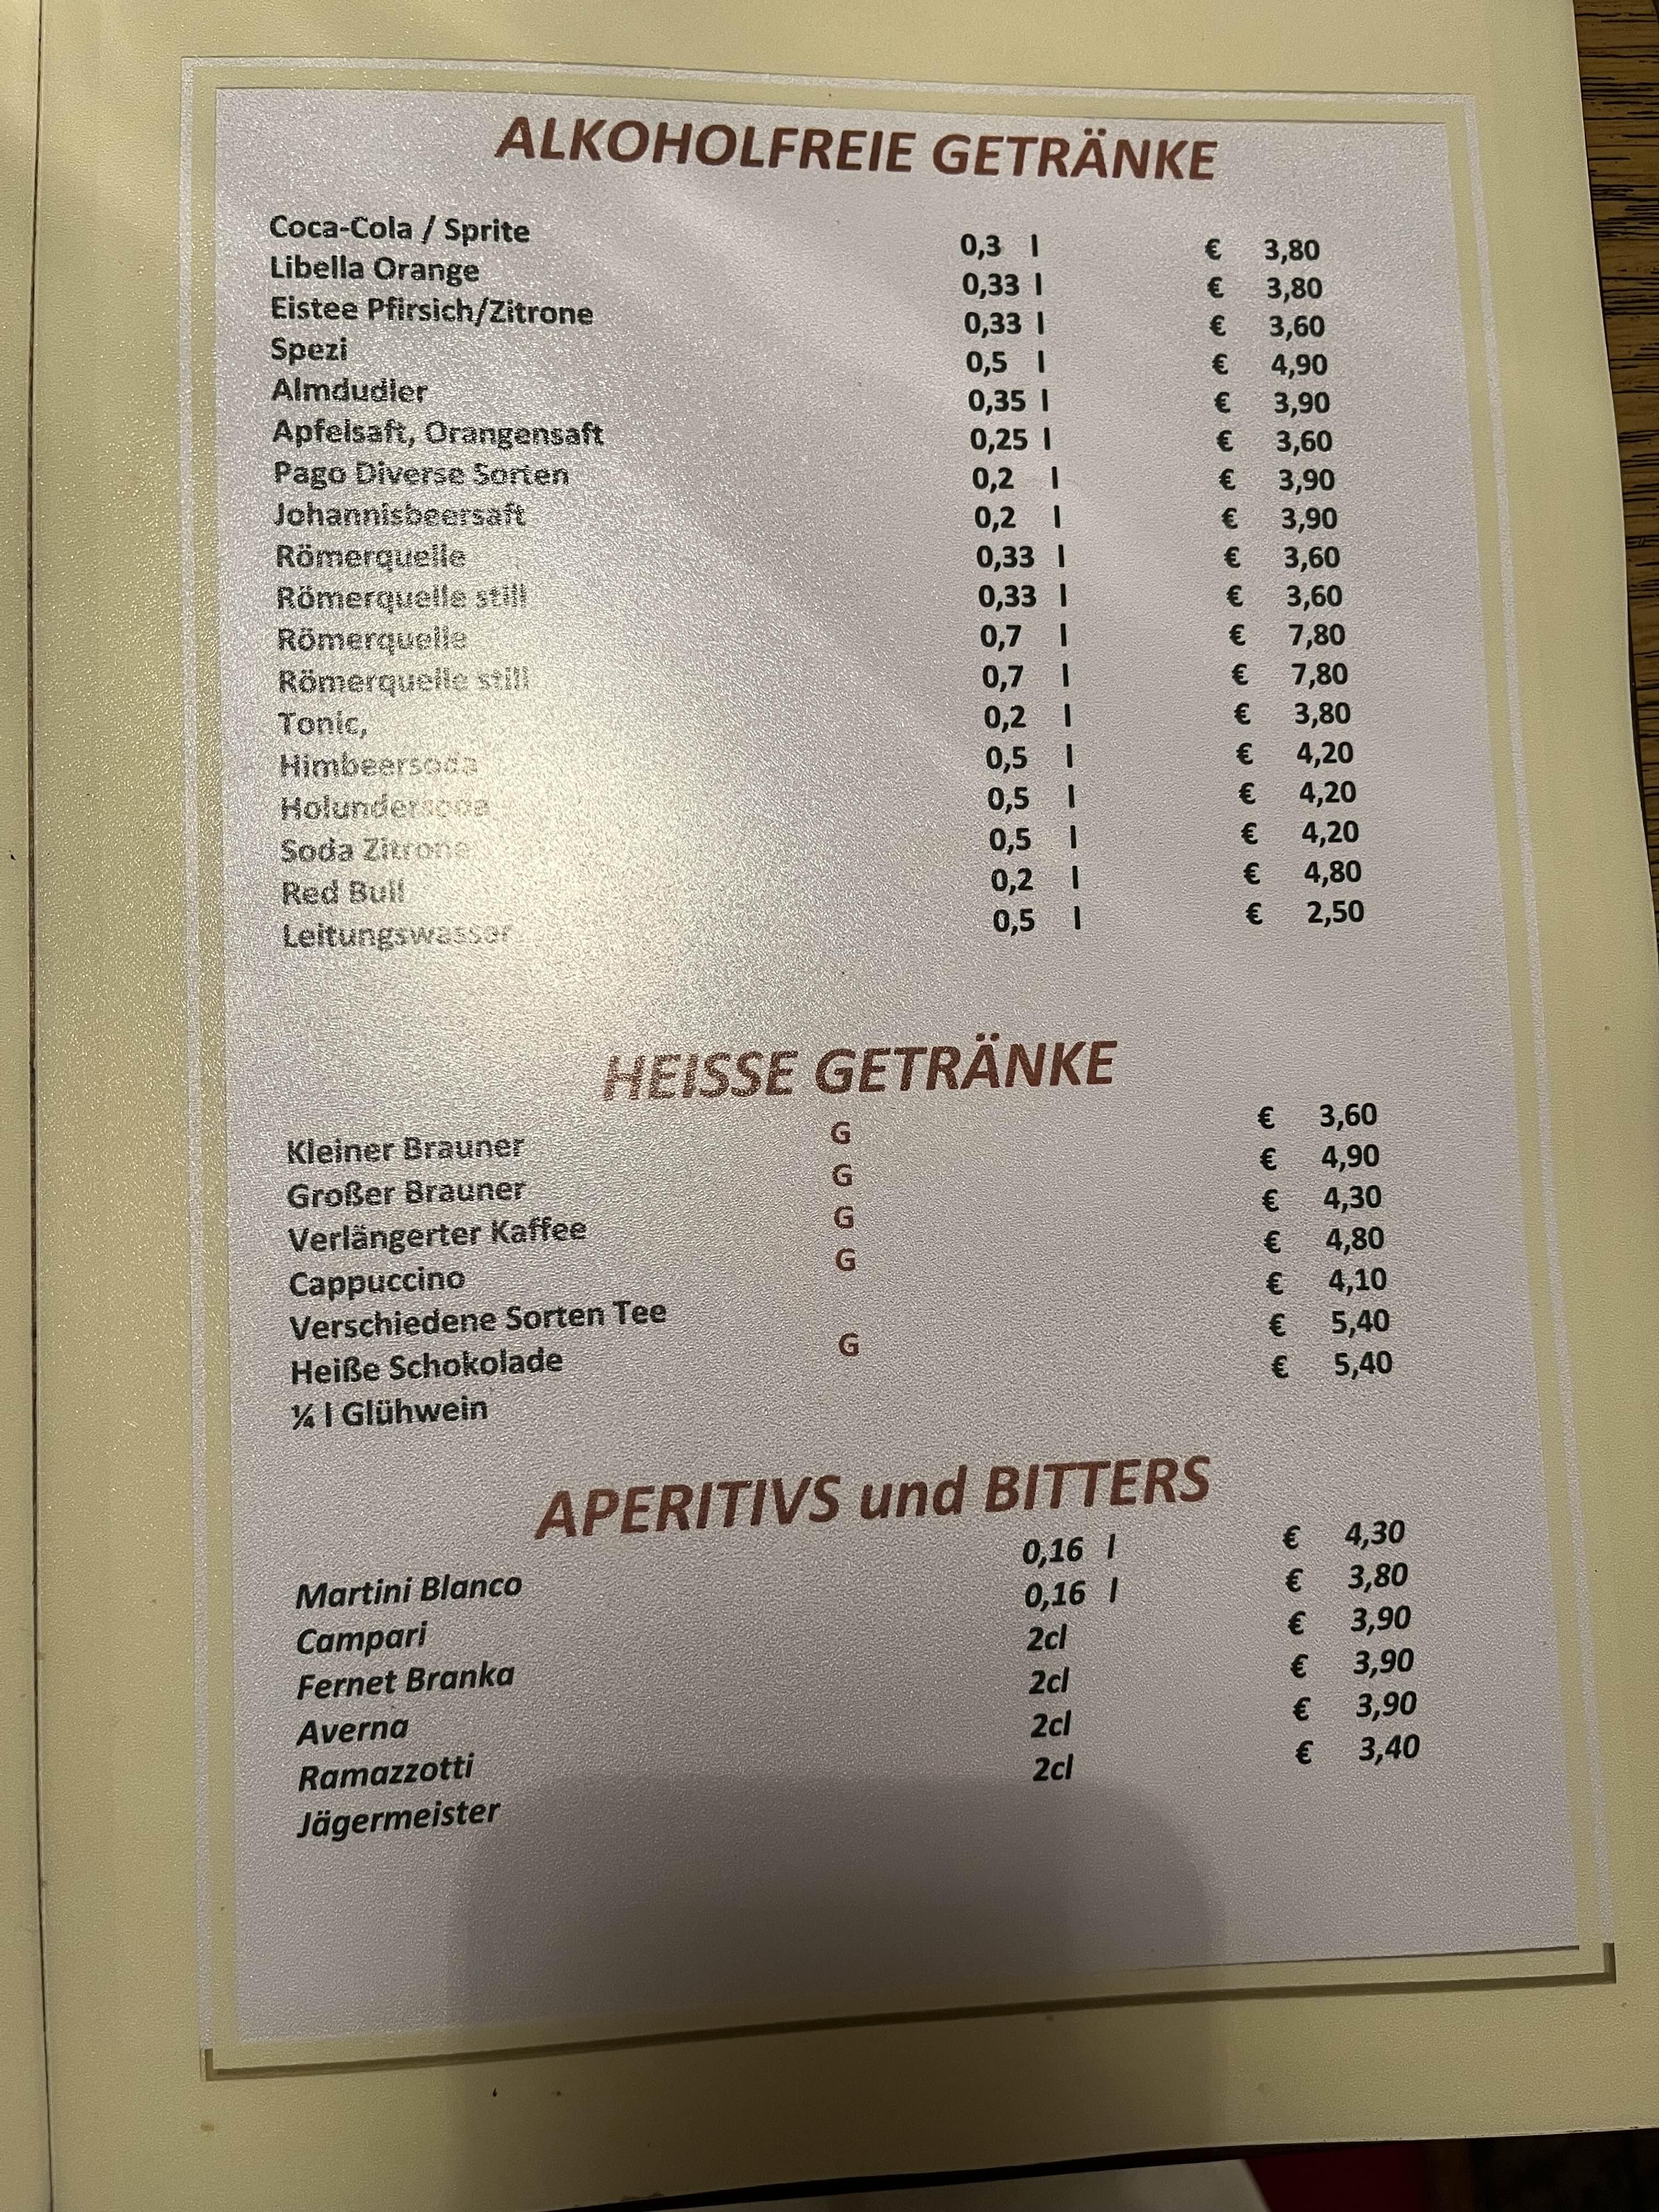 ALKOHOLFREIE GETRÄNKE
Coca-Cola / Sprite 0,3 l € 3,80
Libella Orange 0,33 l € 3,80
Eistee Pfirsich/Zitrone 0,33 l € 3,60
Spezi 0,5 l € 4,90
Almdudler 0,35 l € 3,90
Apfelsaft, Orangensaft 0,25 l € 3,60
Pago Diverse Sorten 0,2 l € 3,90
Johannisbeersaft 0,2 l € 3,90
Römerquelle 0,33 l € 3,60
Römerquelle still 0,33 l € 3,60
Römerquelle 0,7 l € 7,80
Römerquelle still 0,7 l € 7,80
Tonic, 0,2 l € 3,80
Himbeersoda 0,5 l € 4,20
Holundersoda 0,5 l € 4,20
Soda Zitrone 0,5 l € 4,20
Red Bull 0,2 l € 4,80
Leitungswasser 0,5 l € 2,50
HEISSE GETRÄNKE
Kleiner Brauner G € 3,60
Großer Brauner G € 4,90
Verlängerter Kaffee G € 4,30
Cappuccino G € 4,80
Verschiedene Sorten Tee € 4,10
Heiße Schokolade G € 5,40
¼ l Glühwein € 5,40
APERITIVS und BITTERS
Martini Blanco 0,16 l € 4,30
Campari 0,16 l € 3,80
Fernet Branka 2cl € 3,90
Averna 2cl € 3,90
Ramazzotti 2cl € 3,90
Jägermeister 2cl € 3,40